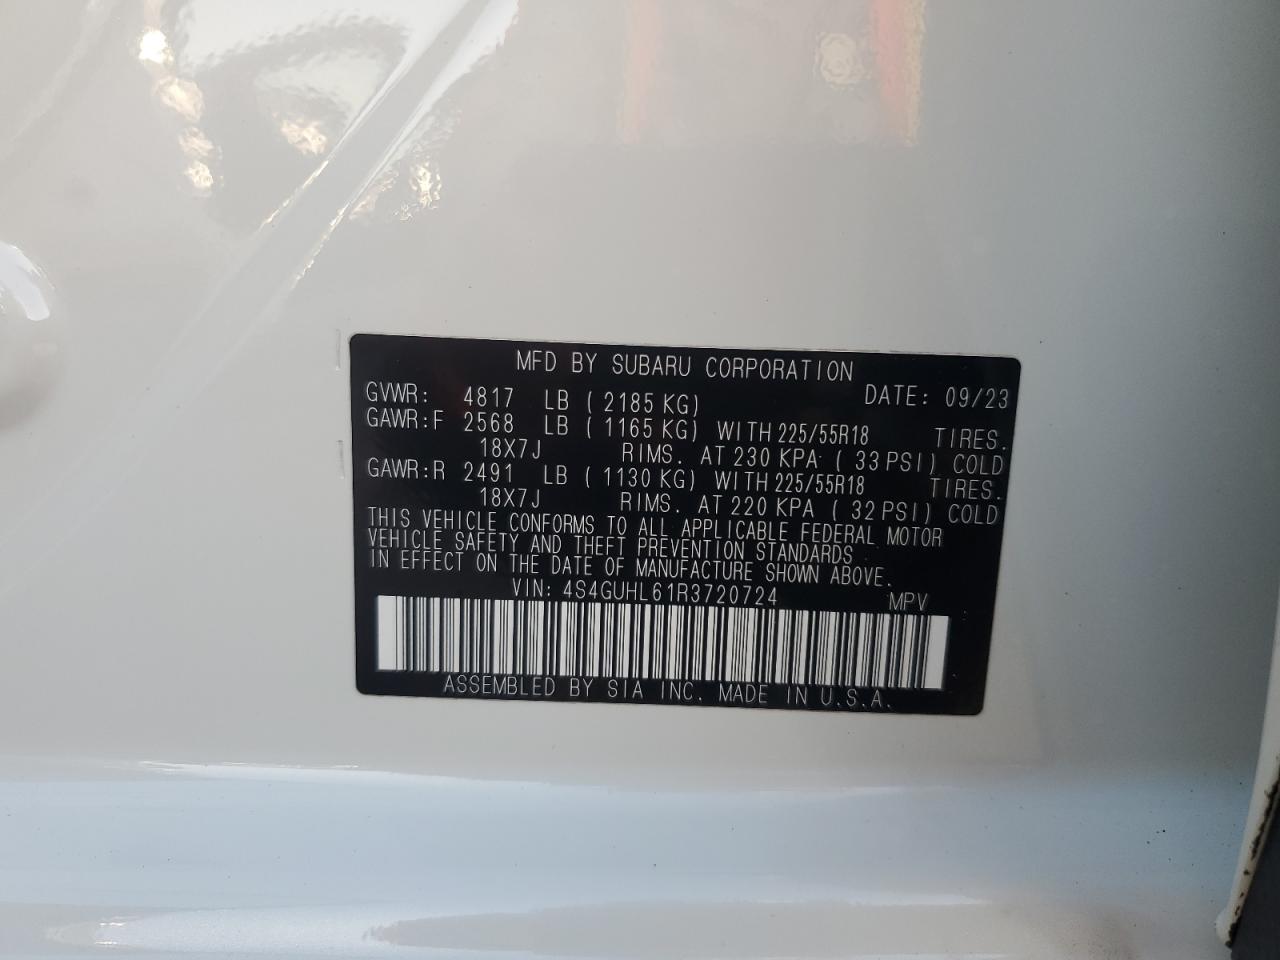 MFD BY SUBARU CORPORATION
GVWR: 4817 LB ( 2185 KG) DATE: 09/23
GAWR:F 2568 LB ( 1165 KG) WITH 225/55R18 TIRES.
18X7J RIMS. AT 230 KPA ( 33 PSI) COLD
GAWR:R 2491 LB ( 1130 KG) WITH 225/55R18 TIRES.
18X7J RIMS. AT 220 KPA ( 32 PSI) COLD
THIS VEHICLE CONFORMS TO ALL APPLICABLE FEDERAL MOTOR
VEHICLE SAFETY AND THEFT PREVENTION STANDARDS
IN EFFECT ON THE DATE OF MANUFACTURE SHOWN ABOVE.
VIN: 4S4GUHL61R3720724 MPV
ASSEMBLED BY SIA INC. MADE IN U.S.A.